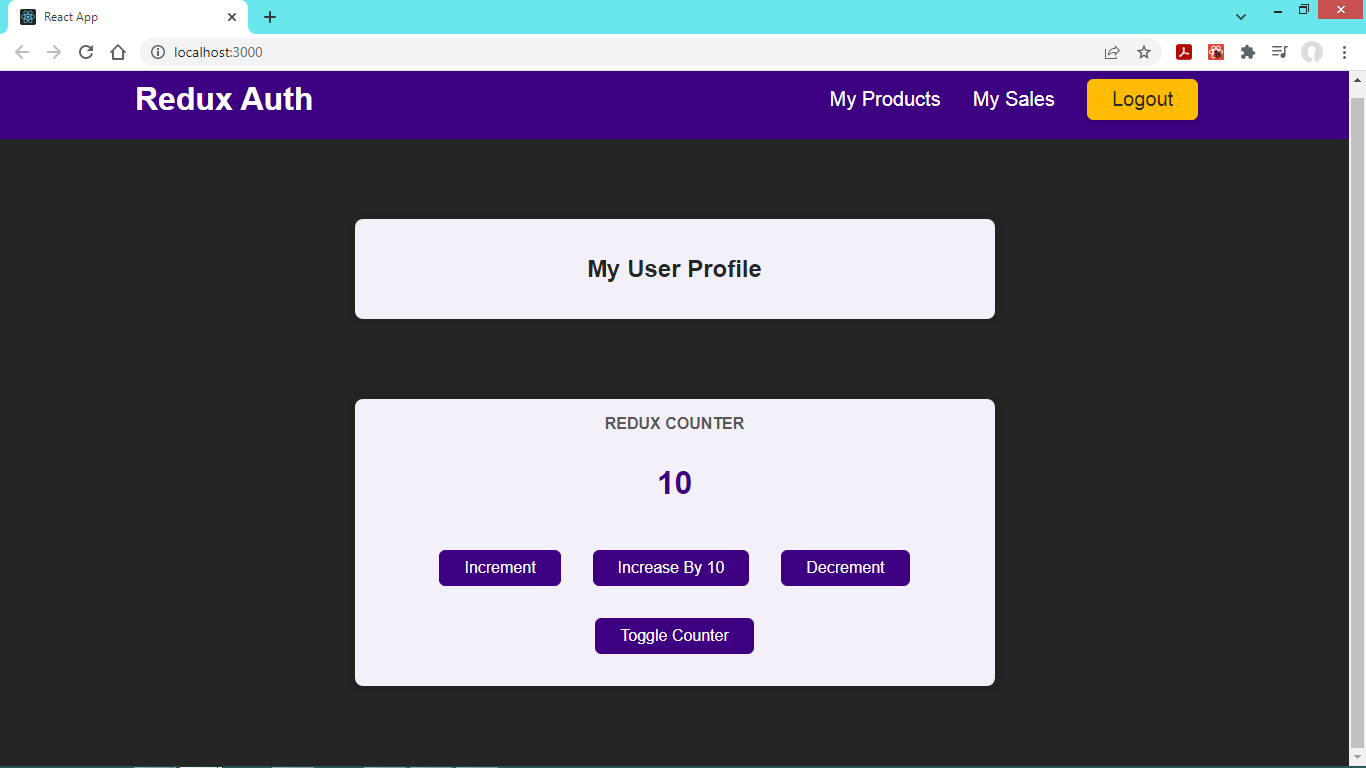 React App
localhost:3000
Redux Auth
My Products
My Sales
Logout
My User Profile
REDUX COUNTER
10
Increment
Increase By 10
Decrement
Toggle Counter